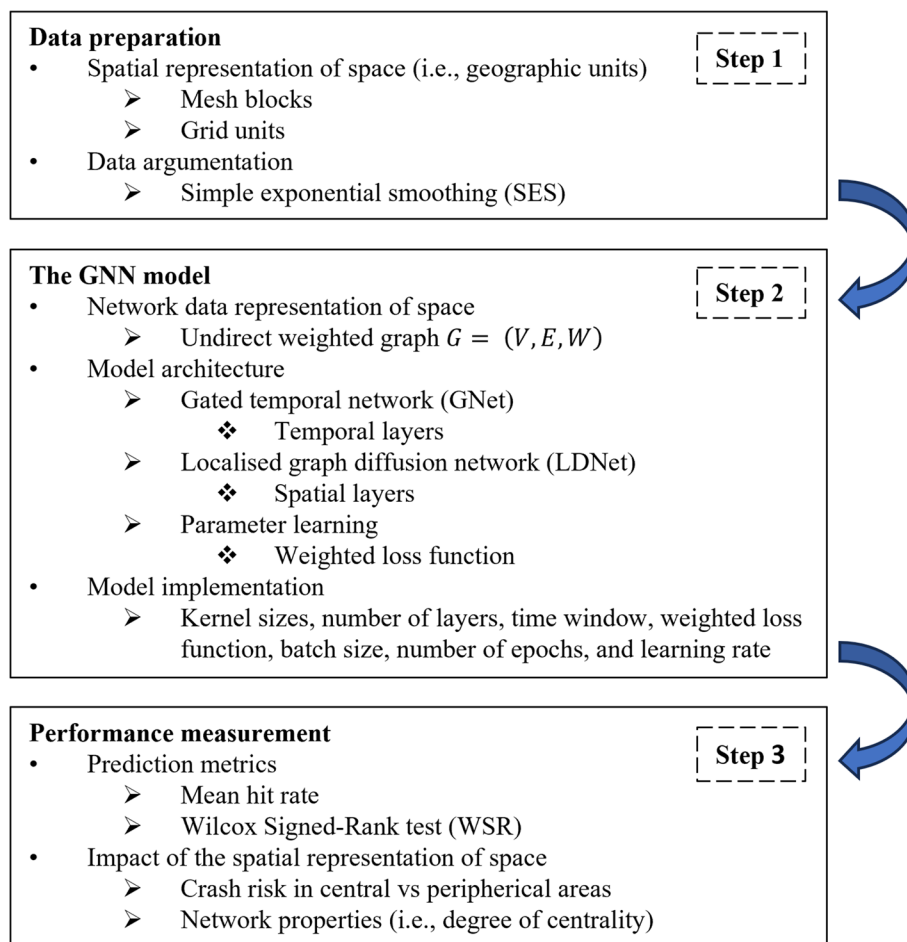 Data preparation
Step 1
• Spatial representation of space (i.e., geographic units)
➢ Mesh blocks
➢ Grid units
• Data argumentation
➢ Simple exponential smoothing (SES)
The GNN model
Step 2
• Network data representation of space
➢ Undirect weighted graph G = (V, E, W)
• Model architecture
➢ Gated temporal network (GNet)
❖ Temporal layers
➢ Localised graph diffusion network (LDNet)
❖ Spatial layers
➢ Parameter learning
❖ Weighted loss function
• Model implementation
➢ Kernel sizes, number of layers, time window, weighted loss
function, batch size, number of epochs, and learning rate
Performance measurement
Step 3
• Prediction metrics
➢ Mean hit rate
➢ Wilcox Signed-Rank test (WSR)
• Impact of the spatial representation of space
➢ Crash risk in central vs peripherical areas
➢ Network properties (i.e., degree of centrality)